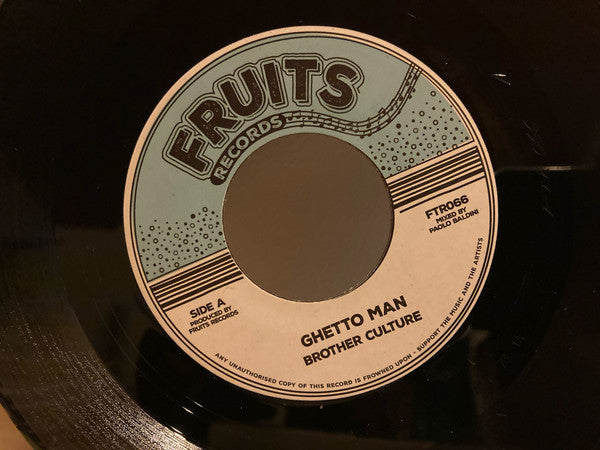 FRUITS
RECORDS
FTR066
MIXED BY
PAOLO BALDINI
SIDE A
PRODUCED BY
FRUITS RECORDS
GHETTO MAN
BROTHER CULTURE
ANY UNAUTHORISED COPY OF THIS RECORD IS FROWNED UPON - SUPPORT THE MUSIC AND THE ARTISTS